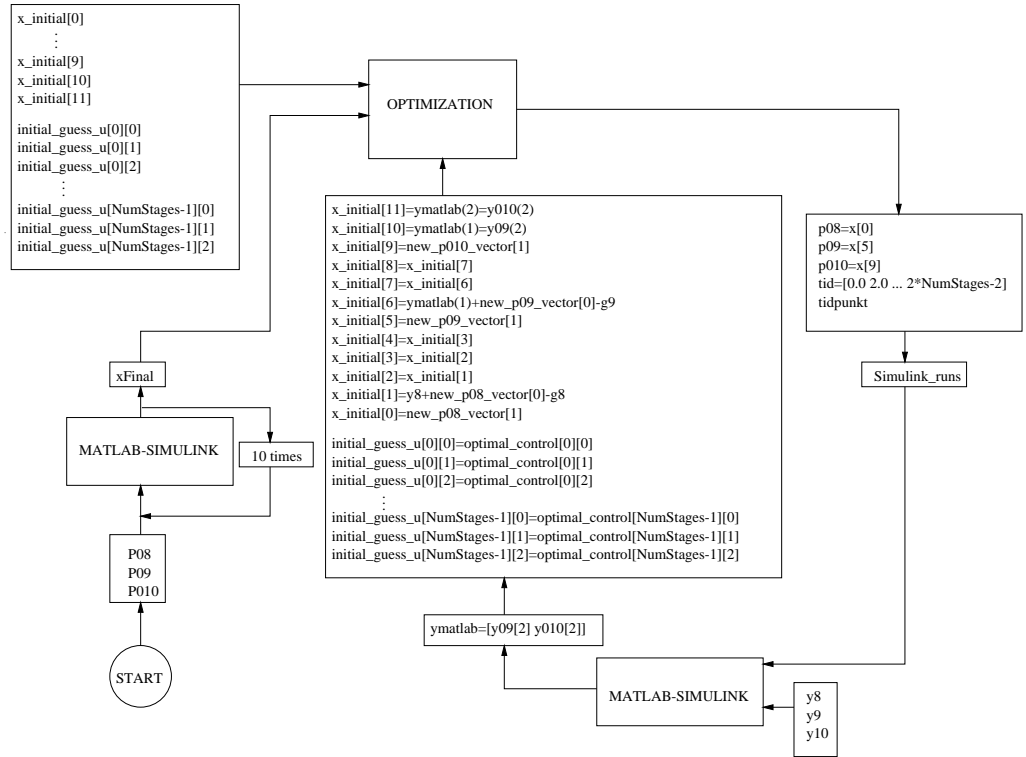 x_initial[0]
⋮
x_initial[9]
x_initial[10]
x_initial[11]
initial_guess_u[0][0]
initial_guess_u[0][1]
initial_guess_u[0][2]
⋮
initial_guess_u[NumStages-1][0]
initial_guess_u[NumStages-1][1]
initial_guess_u[NumStages-1][2]
OPTIMIZATION
x_initial[11]=ymatlab(2)=y010(2)
x_initial[10]=ymatlab(1)=y09(2)
x_initial[9]=new_p010_vector[1]
x_initial[8]=x_initial[7]
x_initial[7]=x_initial[6]
x_initial[6]=ymatlab(1)+new_p09_vector[0]-g9
x_initial[5]=new_p09_vector[1]
x_initial[4]=x_initial[3]
x_initial[3]=x_initial[2]
x_initial[2]=x_initial[1]
x_initial[1]=y8+new_p08_vector[0]-g8
x_initial[0]=new_p08_vector[1]
initial_guess_u[0][0]=optimal_control[0][0]
initial_guess_u[0][1]=optimal_control[0][1]
initial_guess_u[0][2]=optimal_control[0][2]
⋮
initial_guess_u[NumStages-1][0]=optimal_control[NumStages-1][0]
initial_guess_u[NumStages-1][1]=optimal_control[NumStages-1][1]
initial_guess_u[NumStages-1][2]=optimal_control[NumStages-1][2]
p08=x[0]
p09=x[5]
p010=x[9]
tid=[0.0 2.0 ... 2*NumStages-2]
tidpunkt
Simulink_runs
xFinal
MATLAB-SIMULINK
10 times
P08
P09
P010
START
ymatlab=[y09[2] y010[2]]
MATLAB-SIMULINK
y8
y9
y10